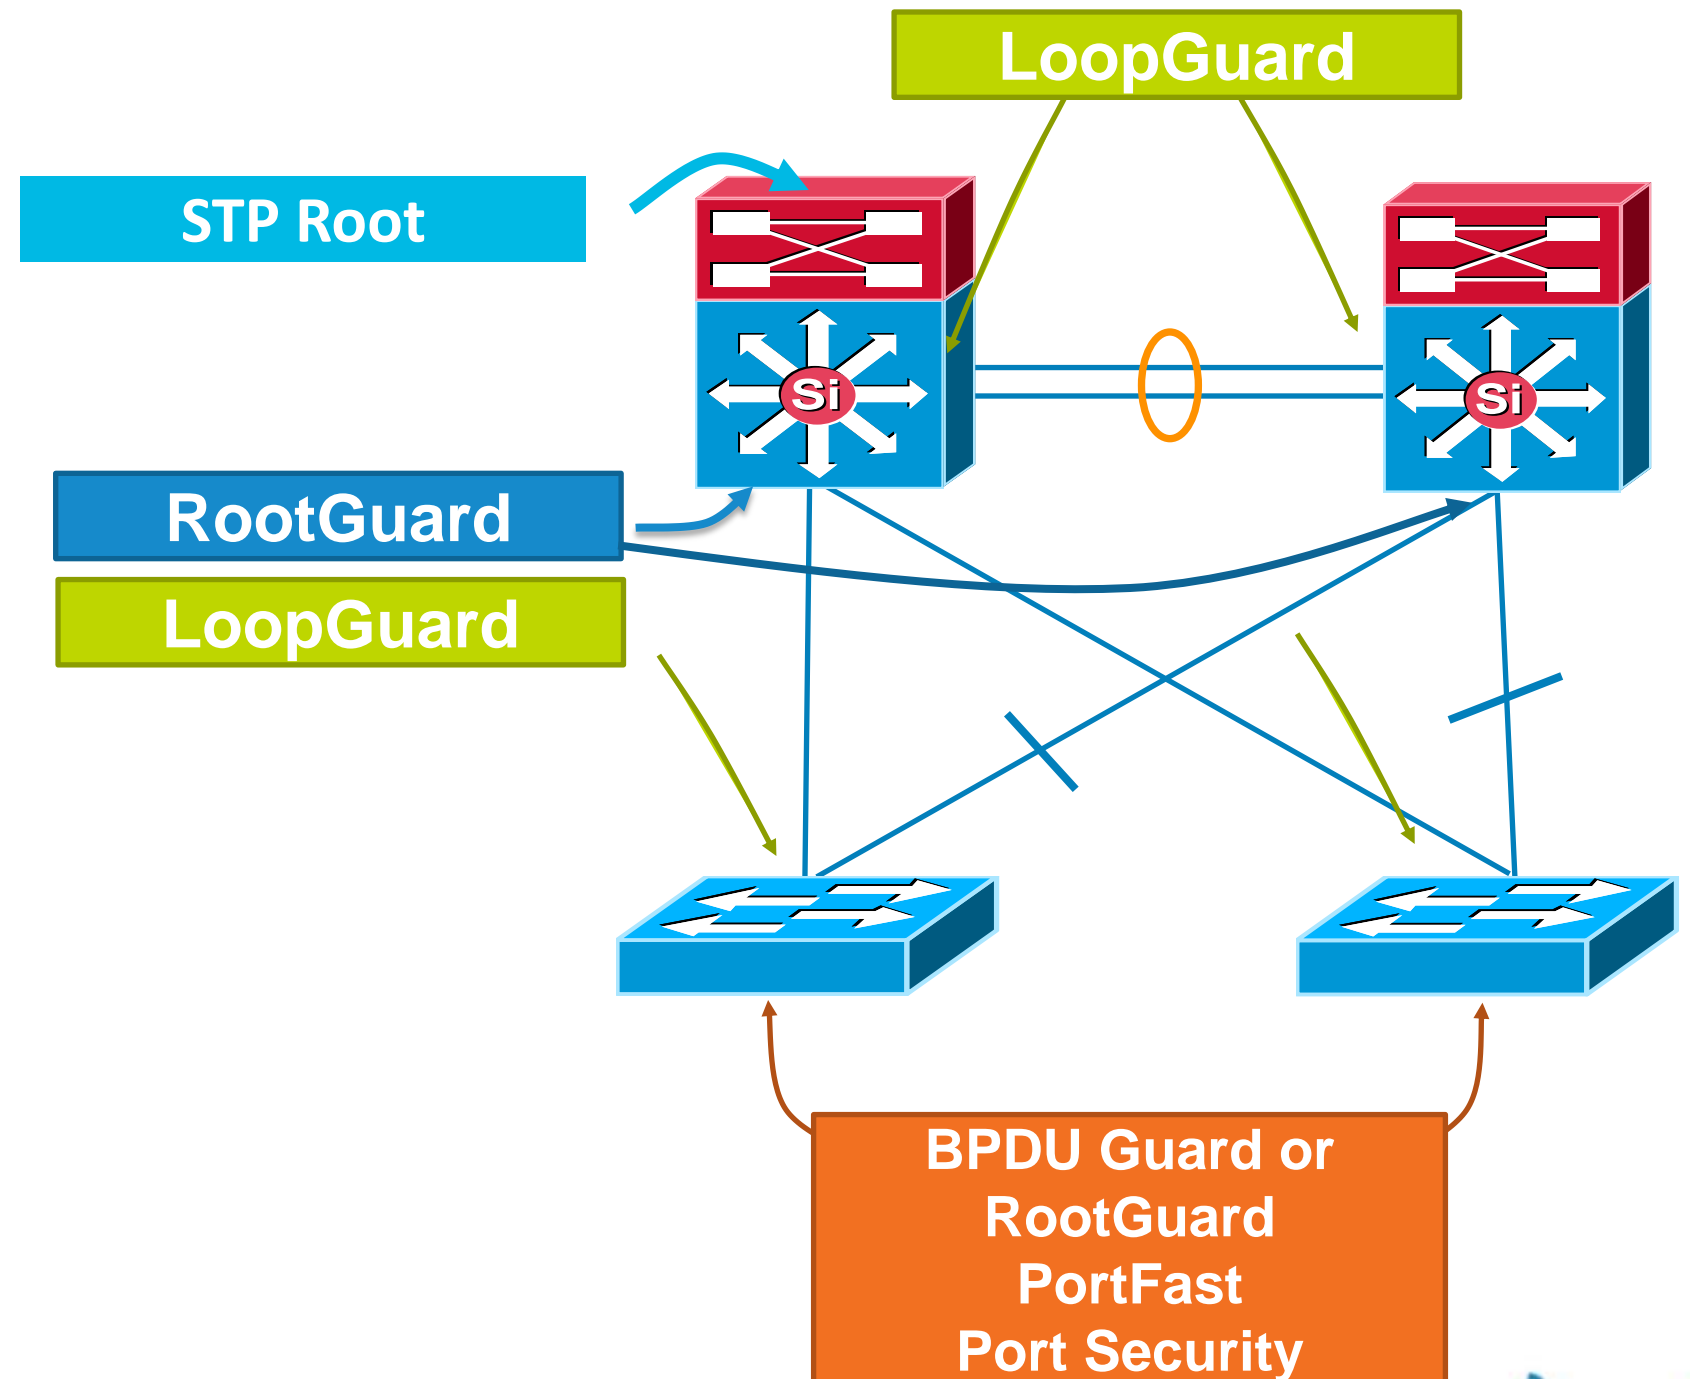 LoopGuard
STP Root
Si
Si
RootGuard
LoopGuard
BPDU Guard or
RootGuard
PortFast
Port Security